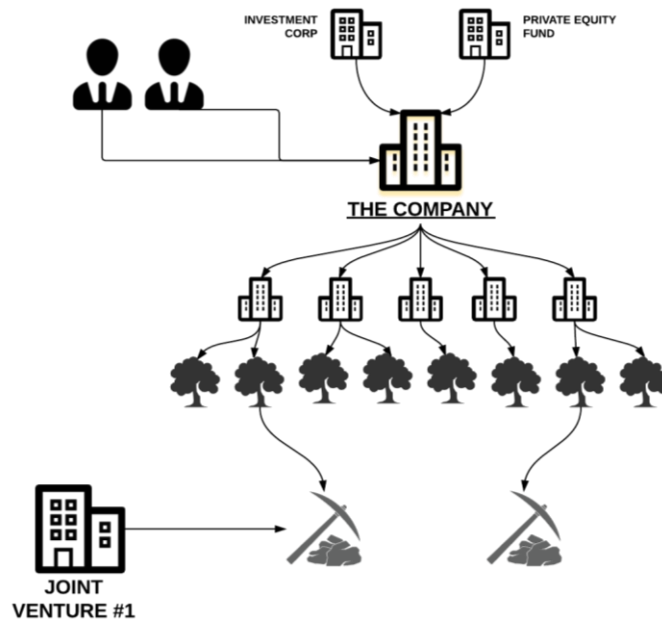 INVESTMENT
CORP
PRIVATE EQUITY
FUND
THE COMPANY
JOINT
VENTURE #1